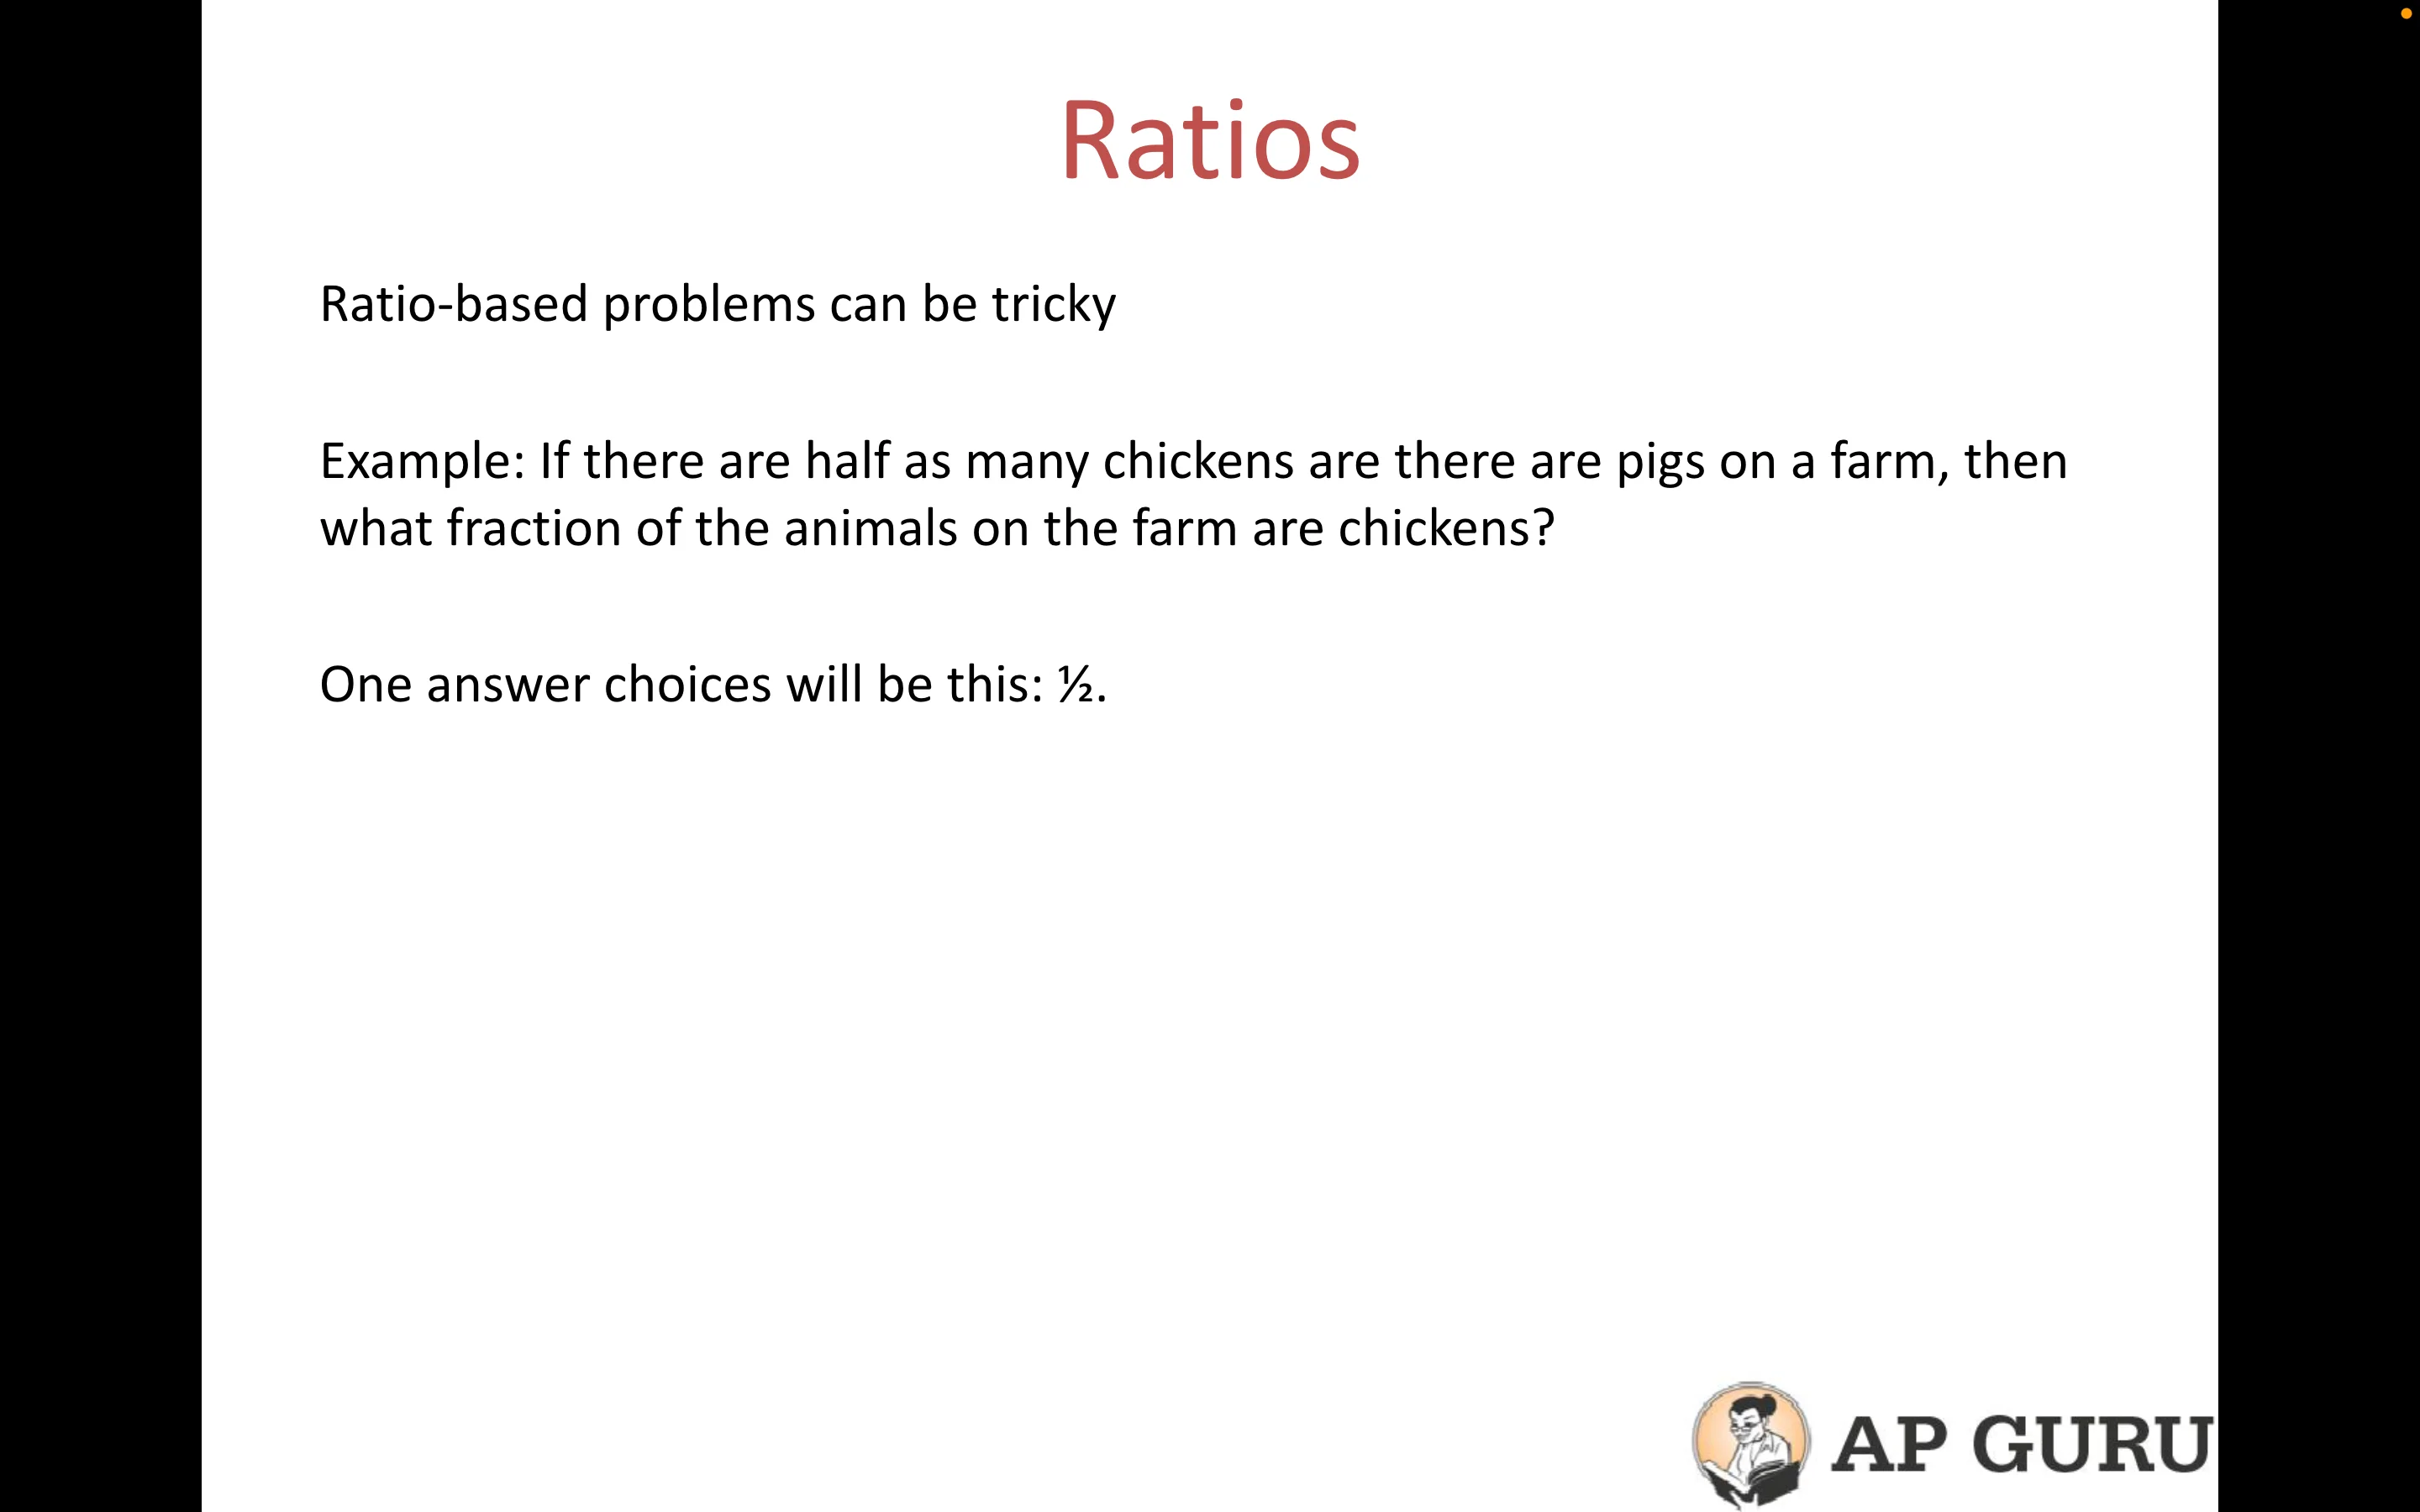 Ratios
Ratio-based problems can be tricky
Example: If there are half as many chickens are there are pigs on a farm, then
what fraction of the animals on the farm are chickens?
One answer choices will be this: ½.
AP GURU